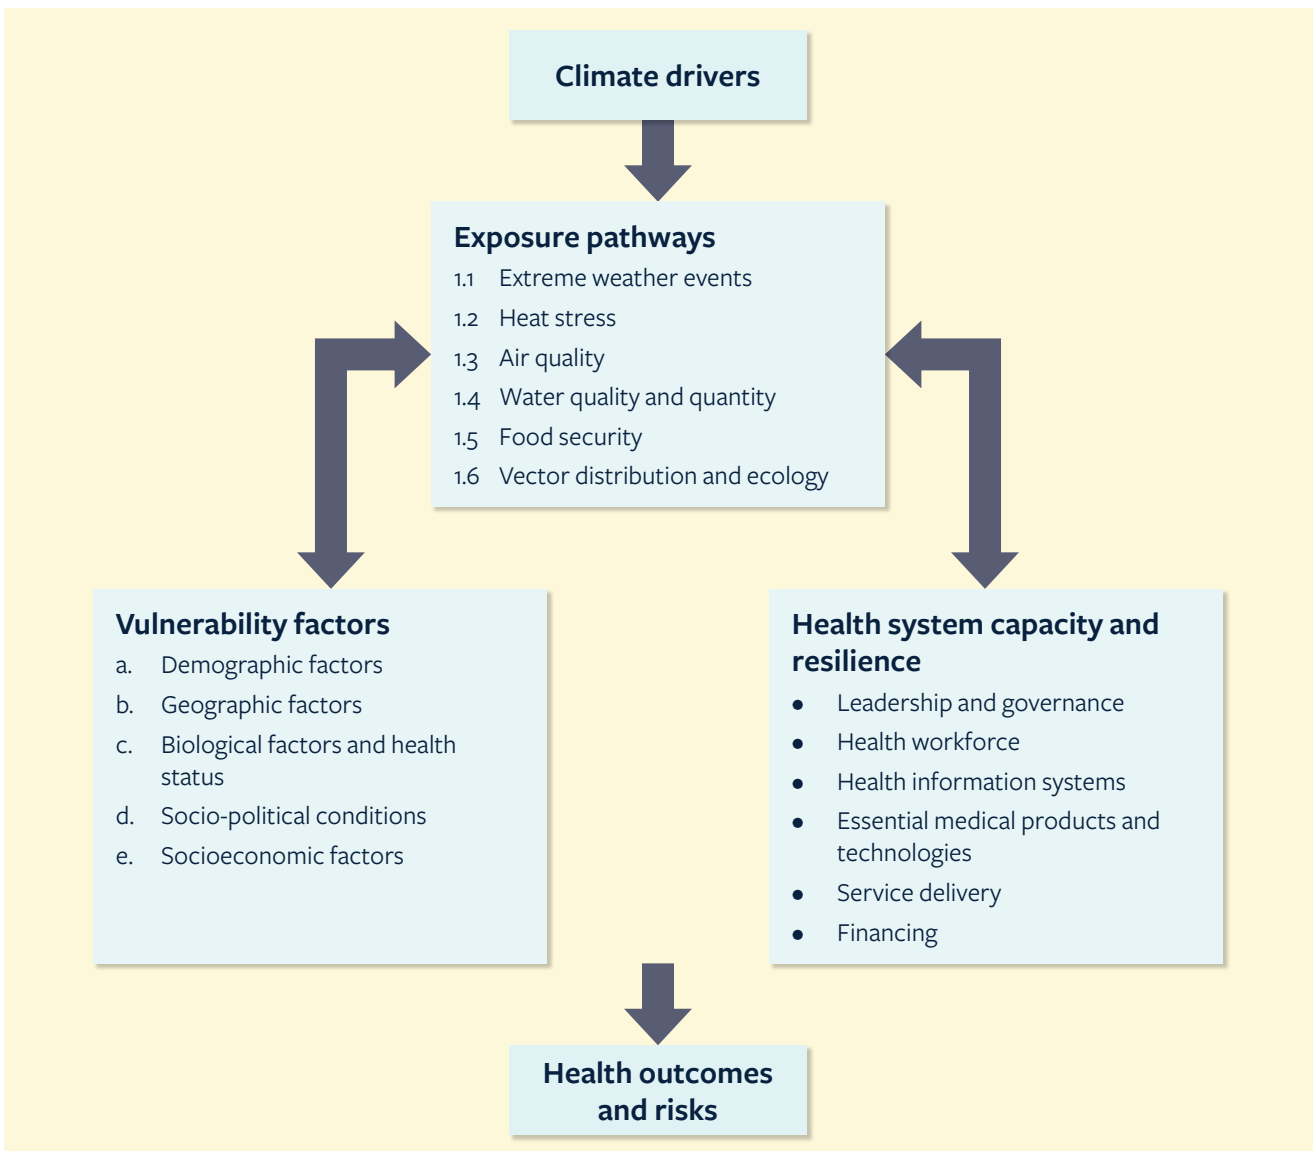 Climate drivers
Exposure pathways
1.1 Extreme weather events
1.2 Heat stress
1.3 Air quality
1.4 Water quality and quantity
1.5 Food security
1.6 Vector distribution and ecology
Vulnerability factors
a. Demographic factors
b. Geographic factors
c. Biological factors and health
status
d. Socio-political conditions
e. Socioeconomic factors
Health system capacity and
resilience
● Leadership and governance
● Health workforce
● Health information systems
● Essential medical products and
technologies
● Service delivery
● Financing
Health outcomes
and risks